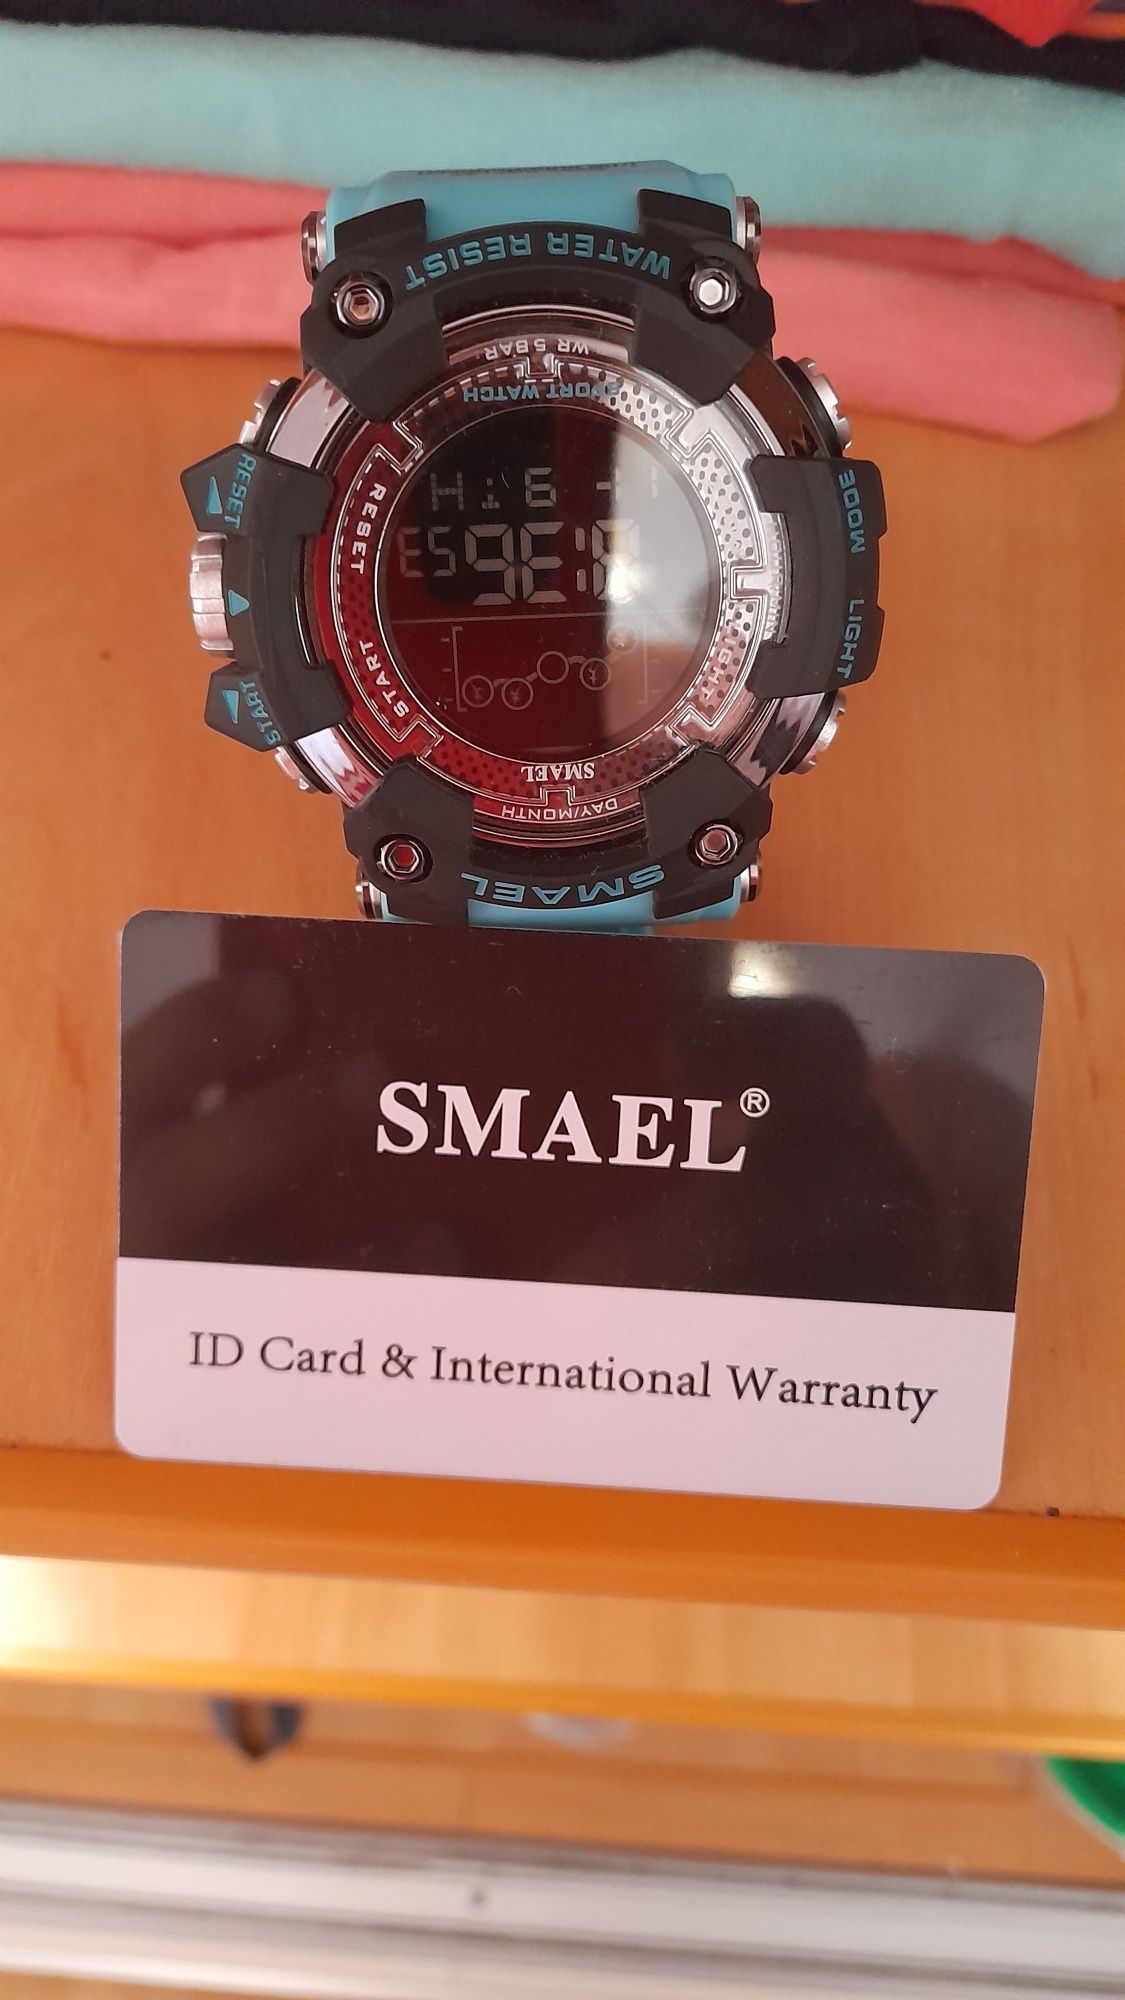 WATER RESIST
WR 5BAR
SPORT WATCH
RESET
RESET
MODE
START
START
LIGHT
LIGHT
SMAEL
DAY/MONTH
SMAEL
SMAEL®
ID Card & International Warranty